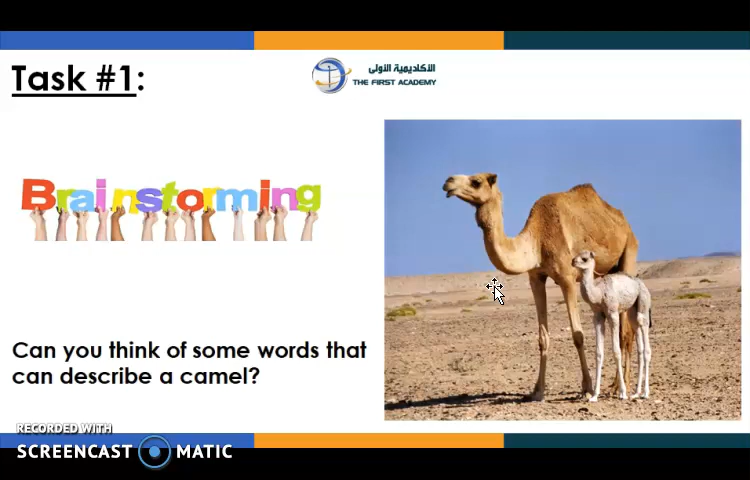 Task #1:
الأكاديمية الأولى
THE FIRST ACADEMY
Brainstorming
Can you think of some words that
can describe a camel?
RECORDED WITH
SCREENCAST MATIC